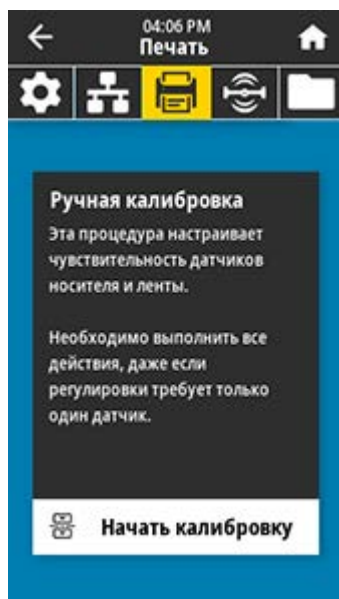 04:06 PM
Печать
Ручная калибровка
Эта процедура настраивает
чувствительность датчиков
носителя и ленты.
Необходимо выполнить все
действия, даже если
регулировки требует только
один датчик.
Начать калибровку